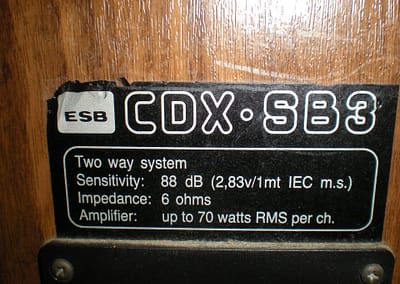 ESB CDX·SB3
Two way system
Sensitivity: 88 dB (2,83v/1mt IEC m.s.)
Impedance: 6 ohms
Amplifier: up to 70 watts RMS per ch.